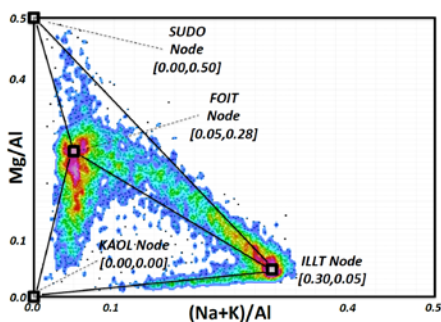 0.5
SUDO
Node
[0.00,0.50]
0.4
FOIT
Node
[0.05,0.28]
Mg/Al
0.1
KAOL Node
[0.00,0.00]
ILLT Node
[0.30,0.05]
0.0
0.0
0.1
0.4
0.5
(Na+K)/Al